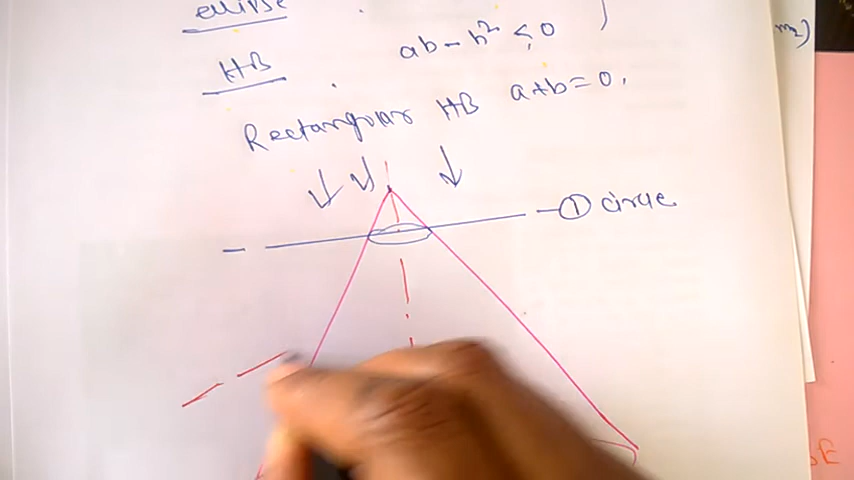 ellipse
HB ab - h² < 0
Rectangular HB a+b=0,
① circle